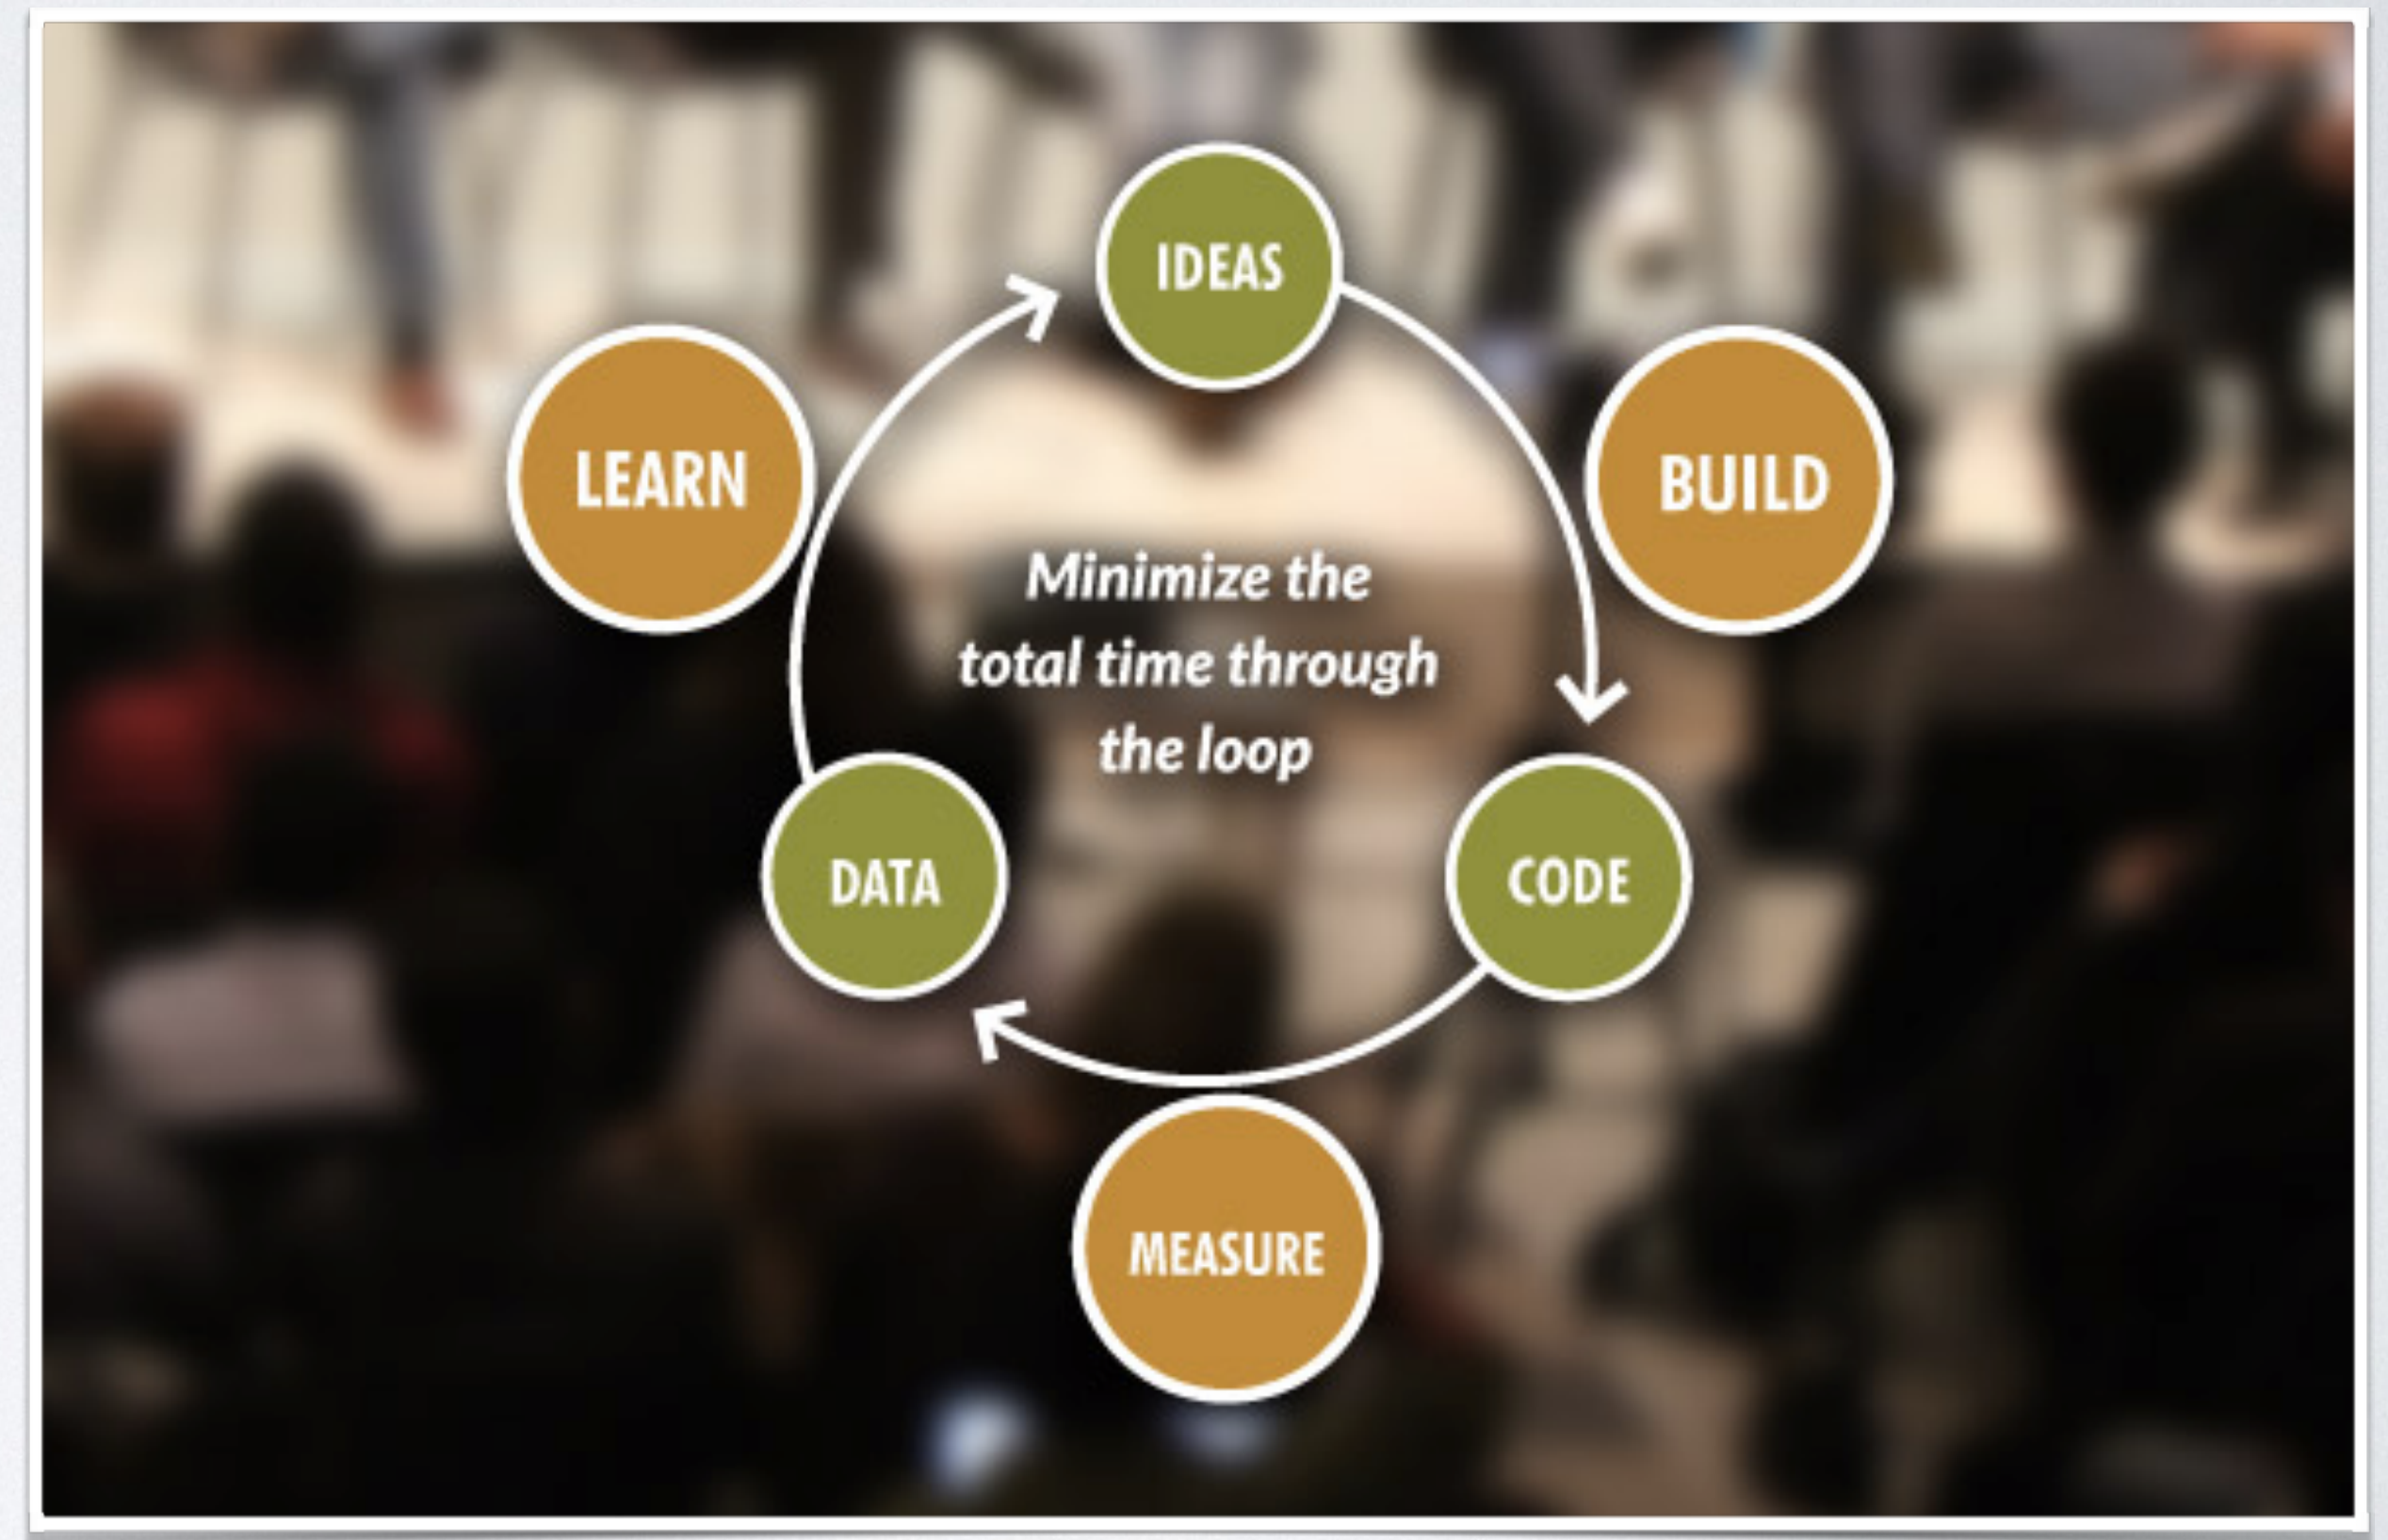 IDEAS
LEARN
BUILD
Minimize the
total time through
the loop
DATA
CODE
MEASURE